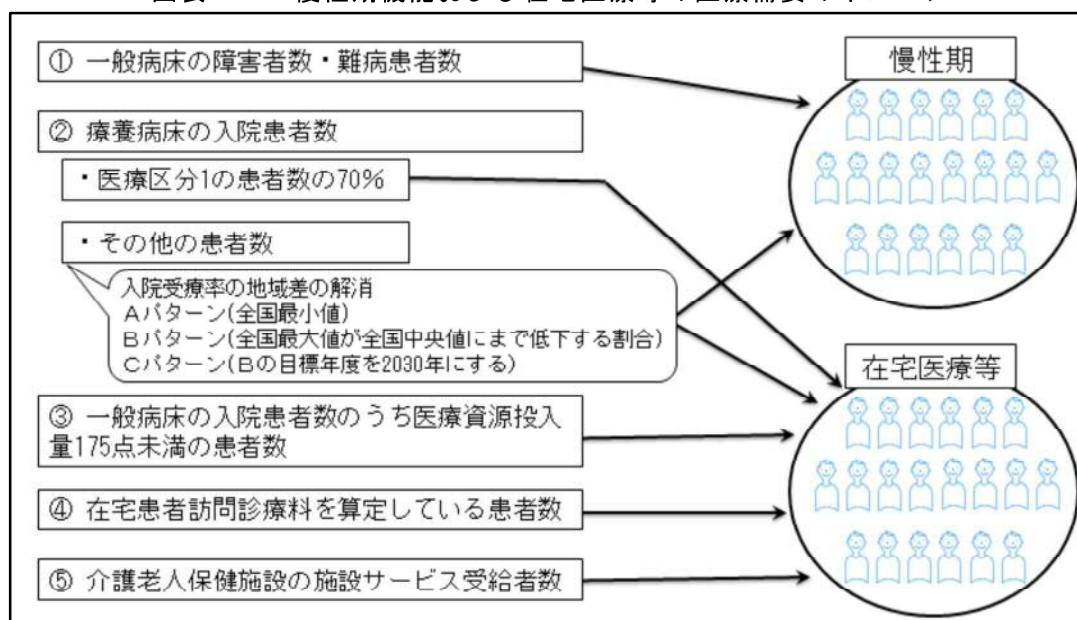 ① 一般病床の障害者数・難病患者数
慢性期
② 療養病床の入院患者数
・医療区分1の患者数の70%
・その他の患者数
入院受療率の地域差の解消
Aパターン(全国最小値)
Bパターン(全国最大値が全国中央値にまで低下する割合)
Cパターン(Bの目標年度を2030年にする)
在宅医療等
③ 一般病床の入院患者数のうち医療資源投入
量175点未満の患者数
④ 在宅患者訪問診療料を算定している患者数
⑤ 介護老人保健施設の施設サービス受給者数